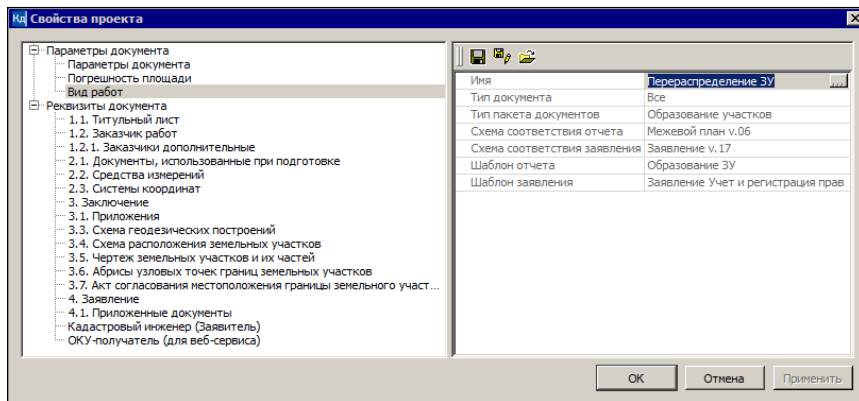 Кд Свойства проекта
Параметры документа
Параметры документа
Погрешность площади
Вид работ
Реквизиты документа
1.1. Титульный лист
1.2. Заказчик работ
1.2.1. Заказчики дополнительные
2.1. Документы, использованные при подготовке
2.2. Средства измерений
2.3. Системы координат
3. Заключение
3.1. Приложения
3.3. Схема геодезических построений
3.4. Схема расположения земельных участков
3.5. Чертеж земельных участков и их частей
3.6. Абрисы узловых точек границ земельных участков
3.7. Акт согласования местоположения границы земельного участ...
4. Заявление
4.1. Приложенные документы
Кадастровый инженер (Заявитель)
ОКУ-получатель (для веб-сервиса)
Имя Перераспределение ЗУ ...
Тип документа Все
Тип пакета документов Образование участков
Схема соответствия отчета Межевой план v.06
Схема соответствия заявления Заявление v.17
Шаблон отчета Образование ЗУ
Шаблон заявления Заявление Учет и регистрация прав
ОК Отмена Применить